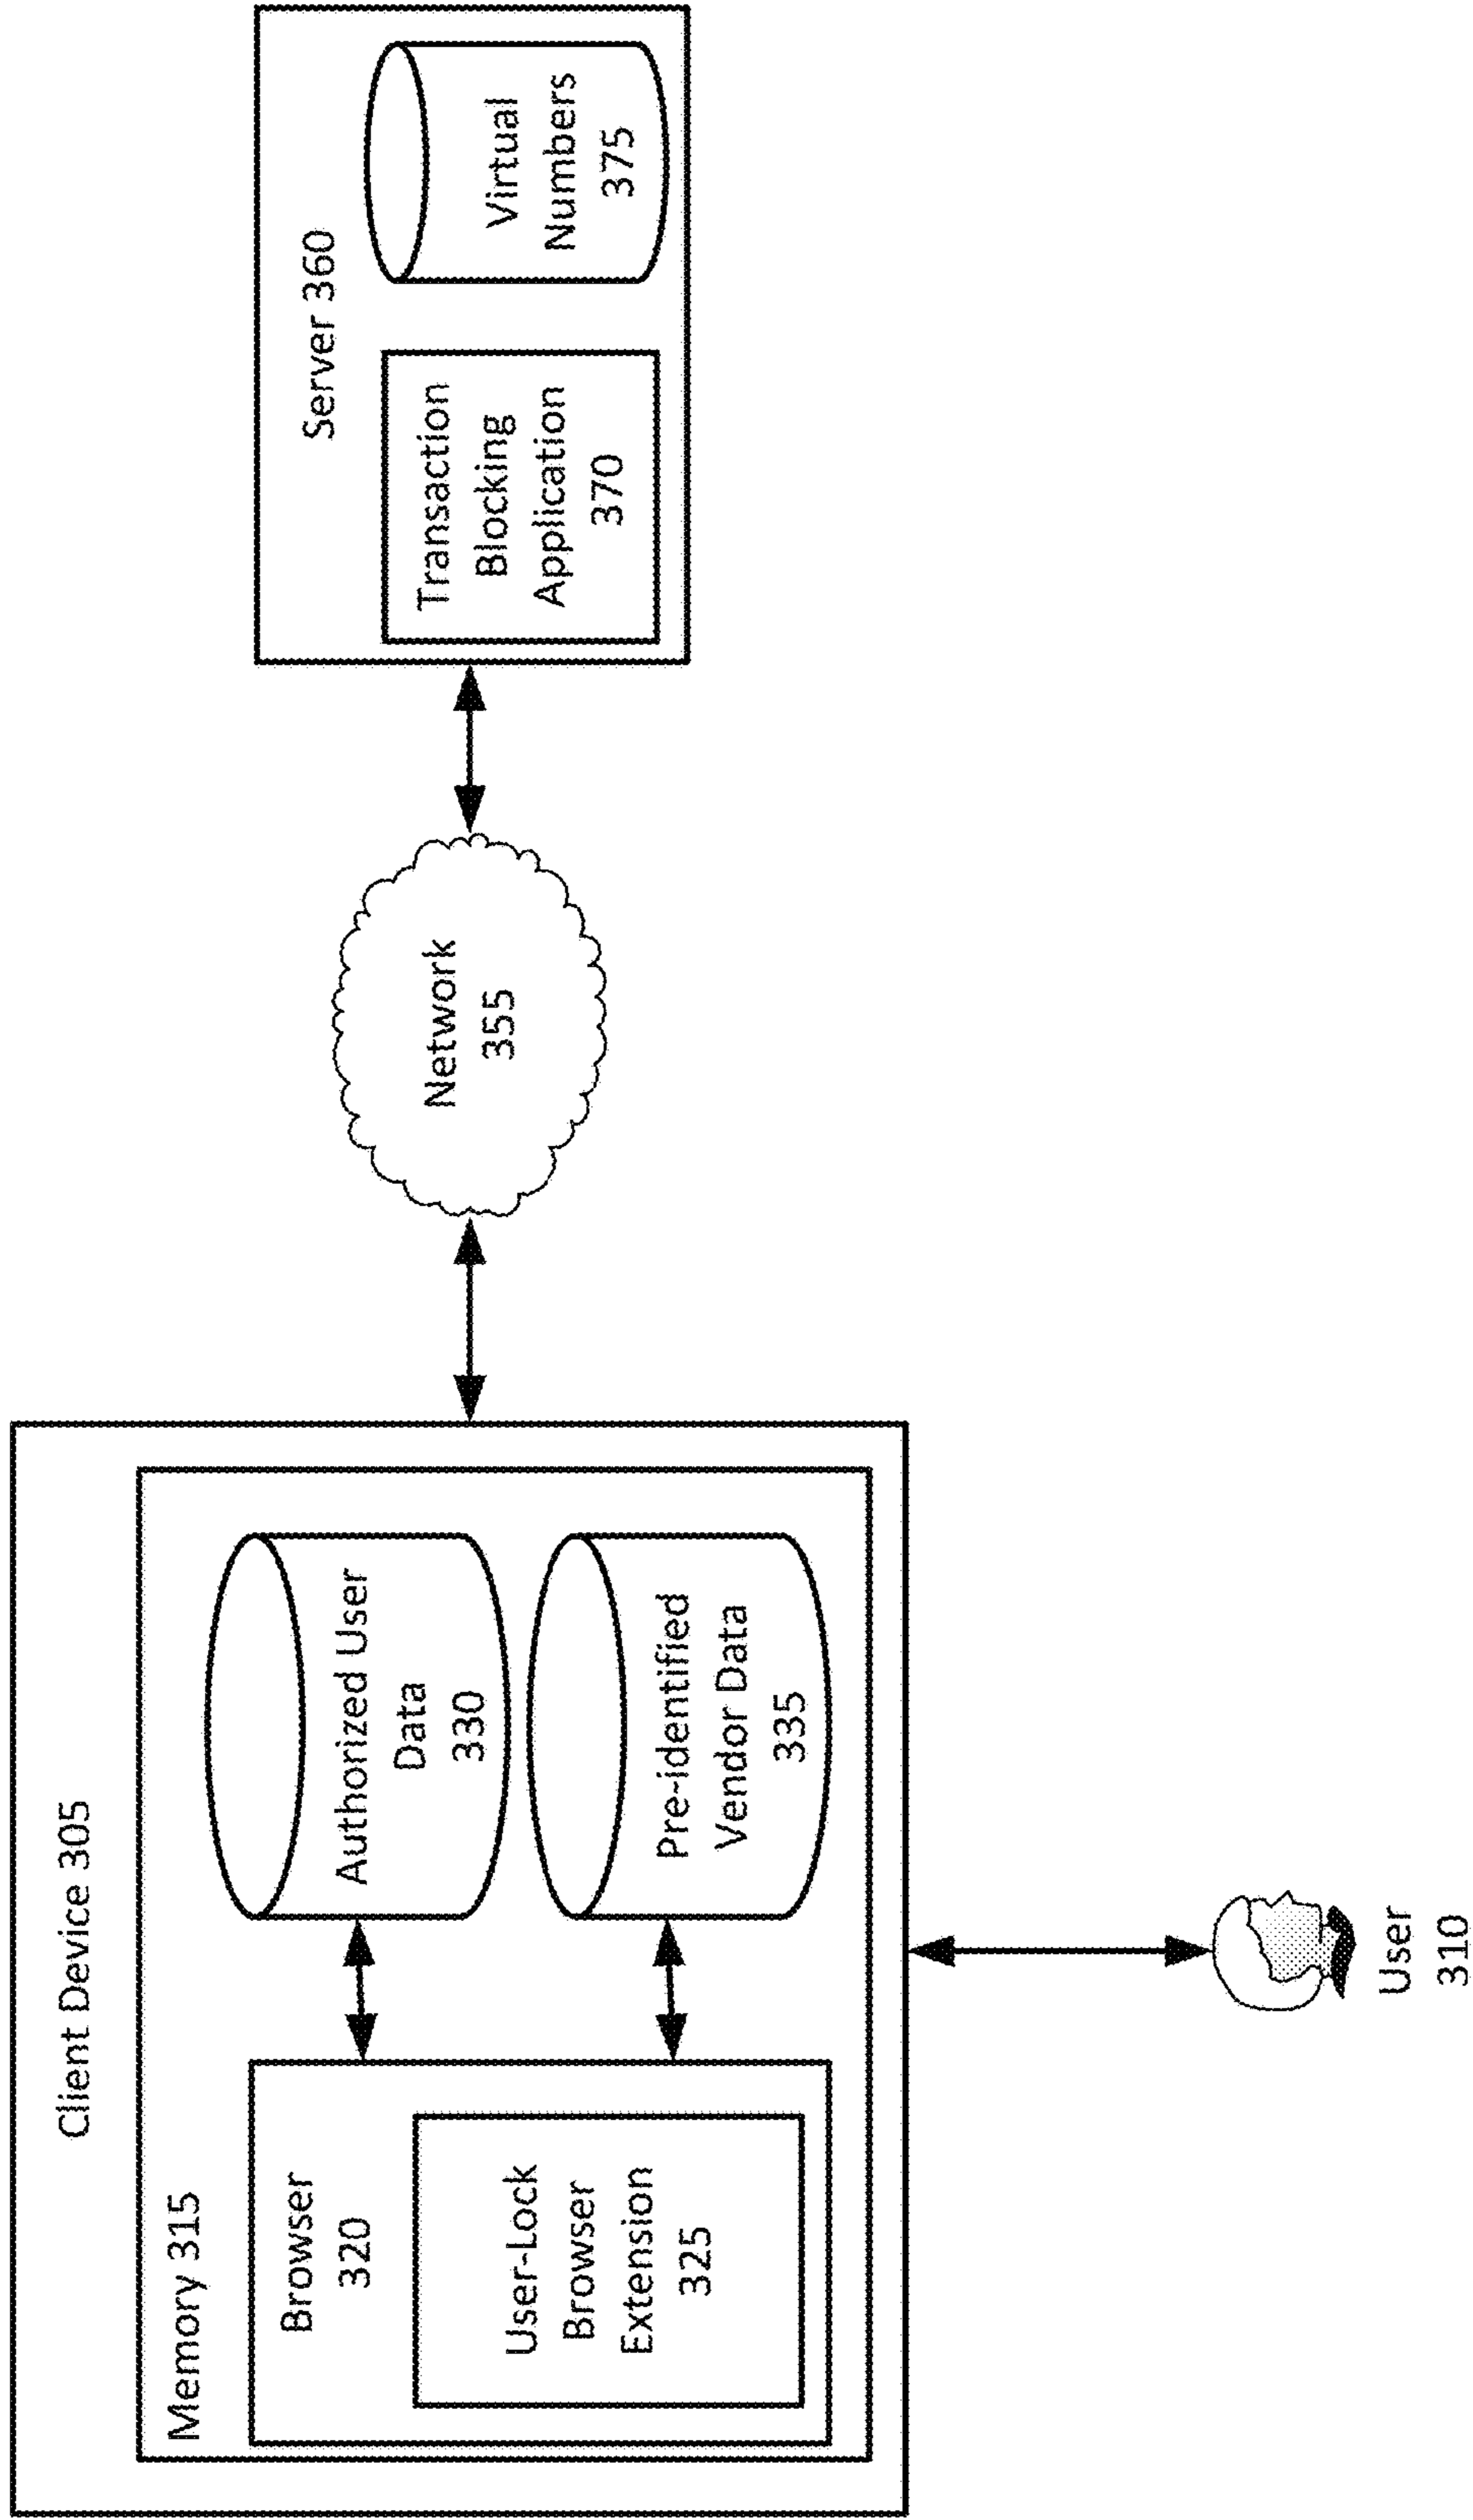 Client Device 305
Memory 315
Browser
320
User-Lock
Browser
Extension
325
Authorized User
Data
330
Pre-identified
Vendor Data
335
User
310
Network
355
Server 360
Transaction
Blocking
Application
370
Virtual
Numbers
375